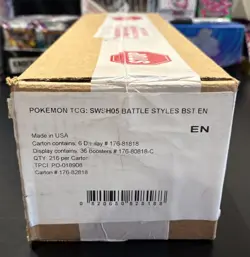 POKEMON TCG: SWSH05 BATTLE STYLES BST EN
EN
Made in USA
Carton contains: 6 Display # 176-81818
Display contains: 36 Boosters # 176-80818-C
QTY: 216 per Carton
TPCI PO-018908
Carton # 176-82818